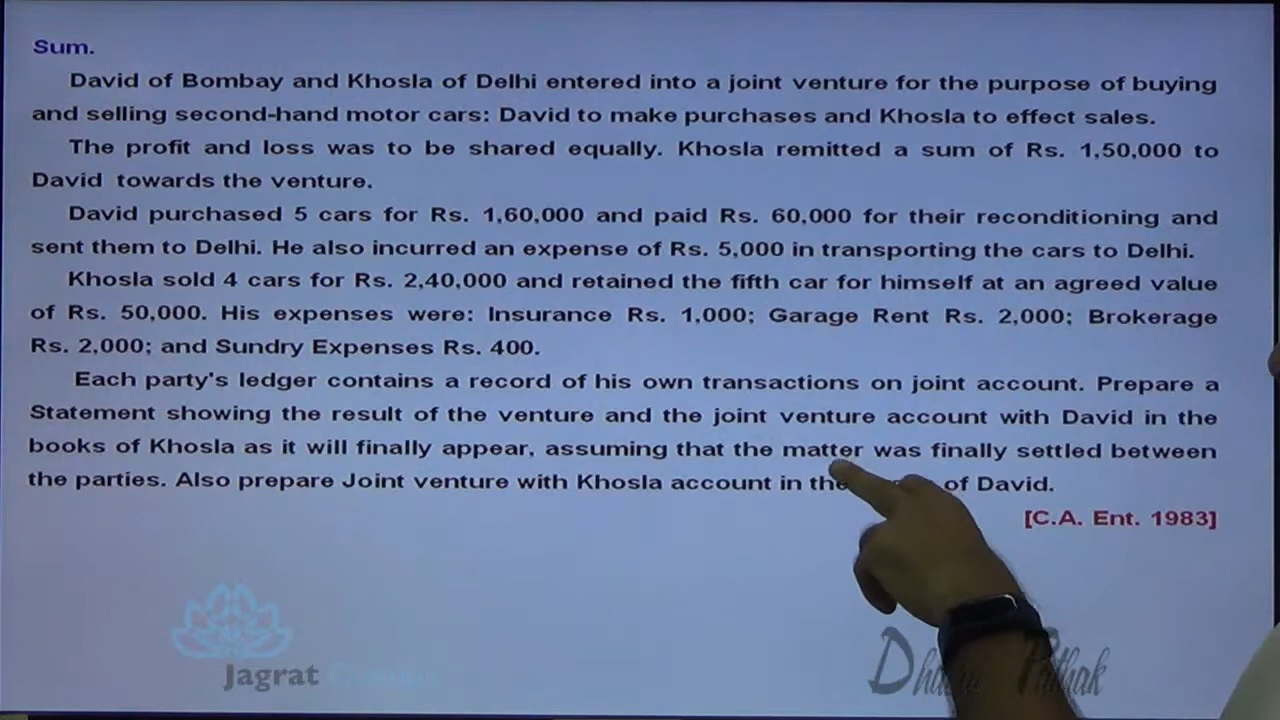 Sum.
David of Bombay and Khosla of Delhi entered into a joint venture for the purpose of buying
and selling second-hand motor cars: David to make purchases and Khosla to effect sales.
The profit and loss was to be shared equally. Khosla remitted a sum of Rs. 1,50,000 to
David towards the venture.
David purchased 5 cars for Rs. 1,60,000 and paid Rs. 60,000 for their reconditioning and
sent them to Delhi. He also incurred an expense of Rs. 5,000 in transporting the cars to Delhi.
Khosla sold 4 cars for Rs. 2,40,000 and retained the fifth car for himself at an agreed value
of Rs. 50,000. His expenses were: Insurance Rs. 1,000; Garage Rent Rs. 2,000; Brokerage
Rs. 2,000; and Sundry Expenses Rs. 400.
Each party's ledger contains a record of his own transactions on joint account. Prepare a
Statement showing the result of the venture and the joint venture account with David in the
books of Khosla as it will finally appear, assuming that the matter was finally settled between
the parties. Also prepare Joint venture with Khosla account in the of David.
[C.A. Ent. 1983]
Jagrat